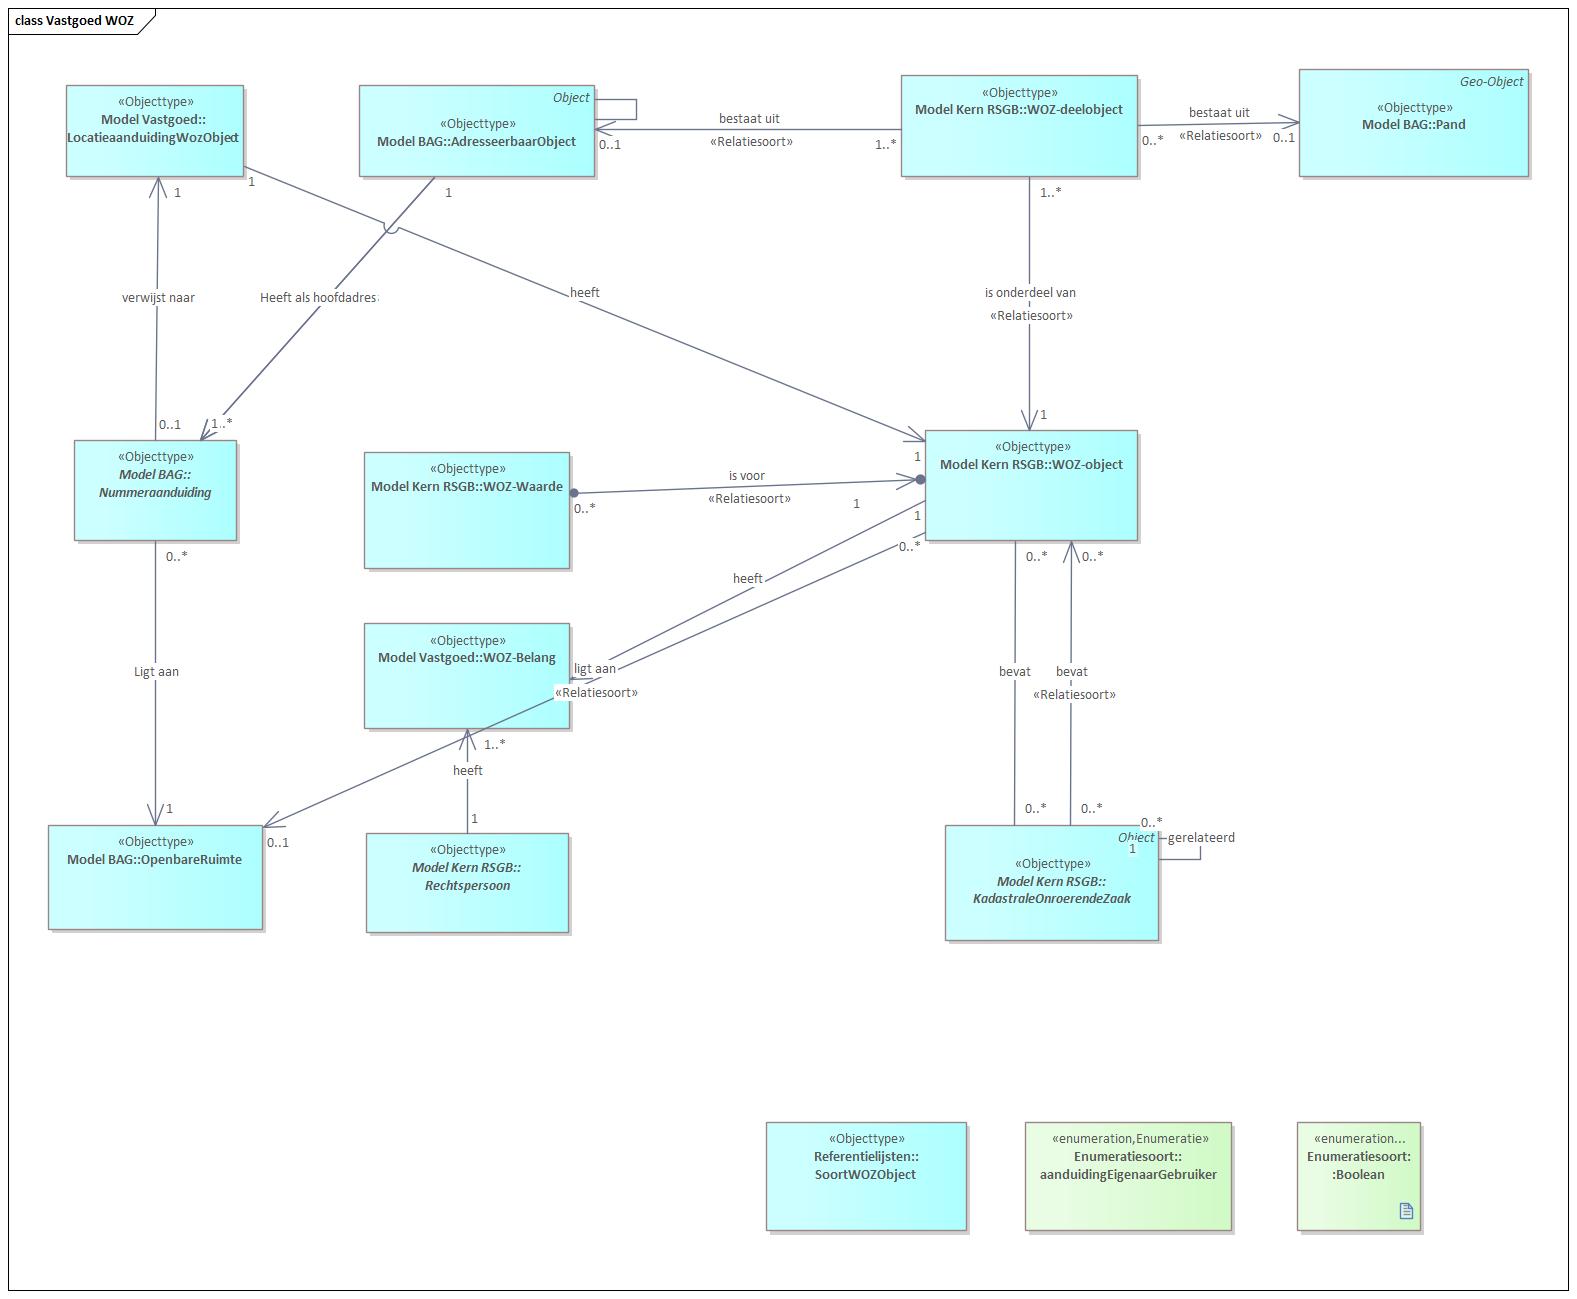 class Vastgoed WOZ
«Objecttype»
Model Vastgoed::
LocatieaanduidingWozObject
Object
«Objecttype»
Model BAG::AdresseerbaarObject
bestaat uit
«Relatiesoort»
0..1
1..*
«Objecttype»
Model Kern RSGB::WOZ-deelobject
bestaat uit
«Relatiesoort»
0..*
0..1
Geo-Object
«Objecttype»
Model BAG::Pand
1
1
1
1..*
verwijst naar
Heeft als hoofdadres
heeft
is onderdeel van
«Relatiesoort»
0..1
1..*
1
1
«Objecttype»
Model BAG::
Nummeraanduiding
«Objecttype»
Model Kern RSGB::WOZ-Waarde
is voor
«Relatiesoort»
0..*
1
«Objecttype»
Model Kern RSGB::WOZ-object
1
0..*
0..*
0..*
0..*
heeft
«Objecttype»
Model Vastgoed::WOZ-Belang
ligt aan
«Relatiesoort»
Ligt aan
bevat
bevat
«Relatiesoort»
1..*
heeft
1
1
0..1
0..*
0..*
0..*
«Objecttype»
Model BAG::OpenbareRuimte
«Objecttype»
Model Kern RSGB::
Rechtspersoon
Object
1
gerelateerd
«Objecttype»
Model Kern RSGB::
KadastraleOnroerendeZaak
«Objecttype»
Referentielijsten::
SoortWOZObject
«enumeration,Enumeratie»
Enumeratiesoort::
aanduidingEigenaarGebruiker
«enumeration...
Enumeratiesoort:
:Boolean